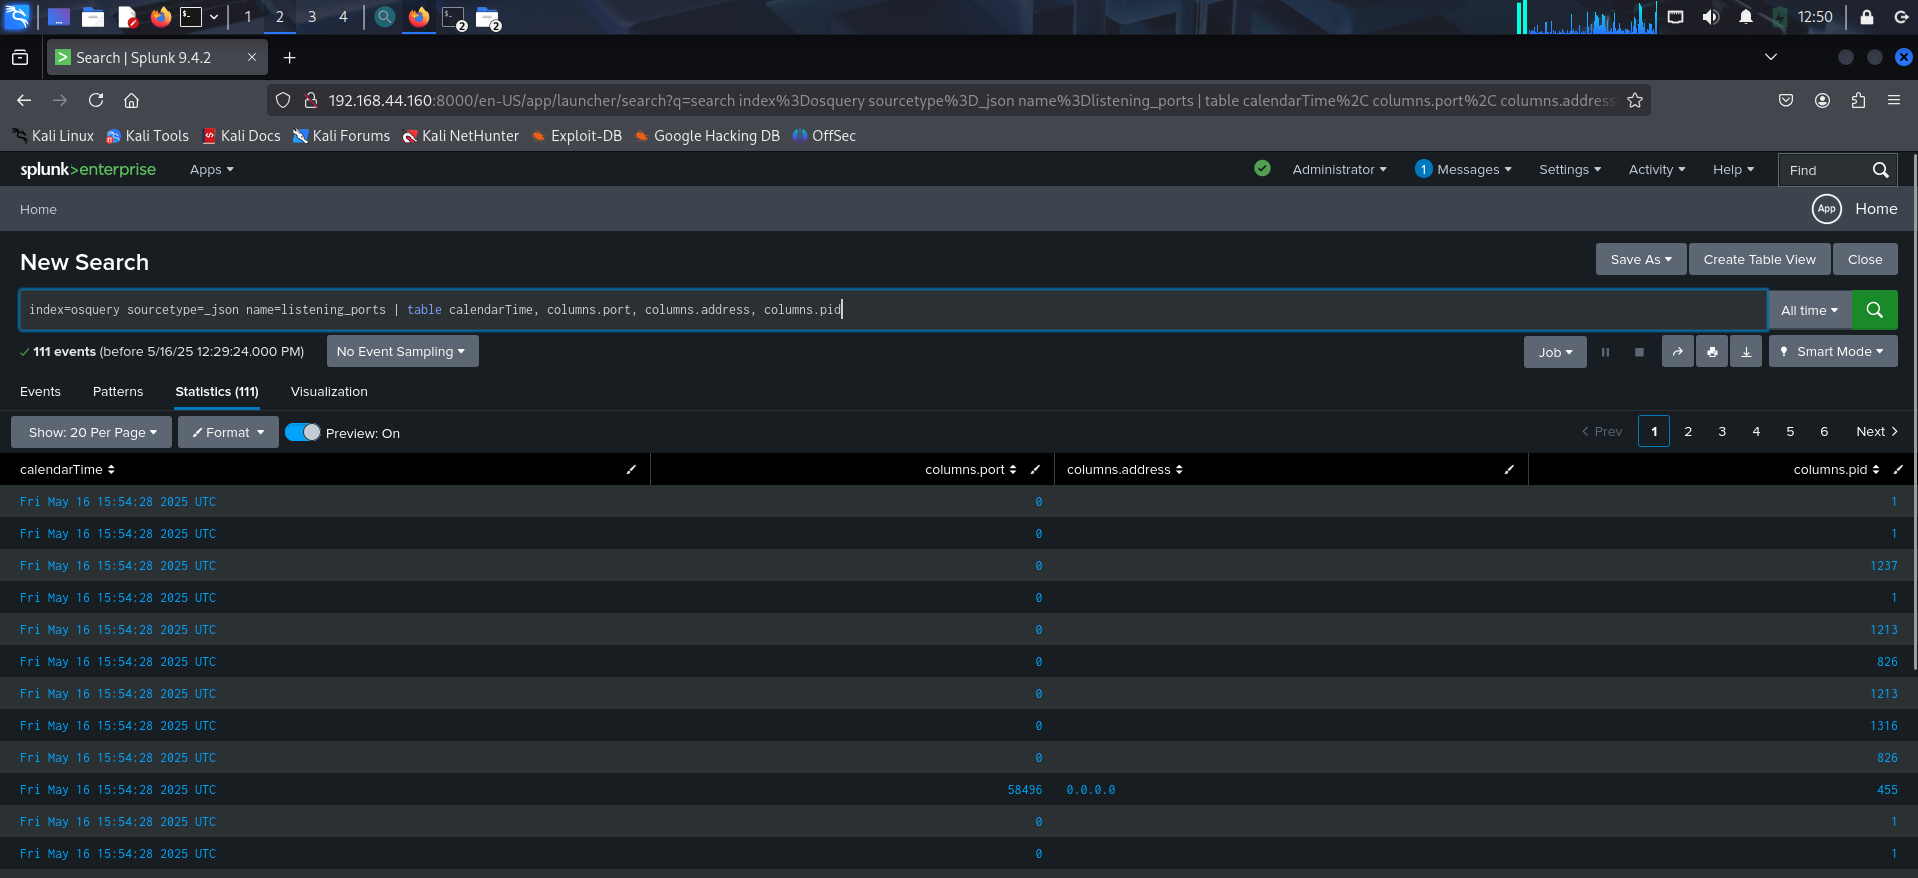 1 2 3 4 2 2 12:50
Search | Splunk 9.4.2
192.168.44.160:8000/en-US/app/launcher/search?q=search index%3Dosquery sourcetype%3D_json name%3Dlistening_ports | table calendarTime%2C columns.port%2C columns.address
Kali Linux Kali Tools Kali Docs Kali Forums Kali NetHunter Exploit-DB Google Hacking DB OffSec
splunk>enterprise Apps Administrator 1 Messages Settings Activity Help Find
Home App Home
New Search Save As Create Table View Close
index=osquery sourcetype=_json name=listening_ports | table calendarTime, columns.port, columns.address, columns.pid All time
111 events (before 5/16/25 12:29:24.000 PM) No Event Sampling Job Smart Mode
Events Patterns Statistics (111) Visualization
Show: 20 Per Page Format Preview: On Prev 1 2 3 4 5 6 Next
calendarTime columns.port columns.address columns.pid
Fri May 16 15:54:28 2025 UTC 0 1
Fri May 16 15:54:28 2025 UTC 0 1
Fri May 16 15:54:28 2025 UTC 0 1237
Fri May 16 15:54:28 2025 UTC 0 1
Fri May 16 15:54:28 2025 UTC 0 1213
Fri May 16 15:54:28 2025 UTC 0 826
Fri May 16 15:54:28 2025 UTC 0 1213
Fri May 16 15:54:28 2025 UTC 0 1316
Fri May 16 15:54:28 2025 UTC 0 826
Fri May 16 15:54:28 2025 UTC 58496 0.0.0.0 455
Fri May 16 15:54:28 2025 UTC 0 1
Fri May 16 15:54:28 2025 UTC 0 1